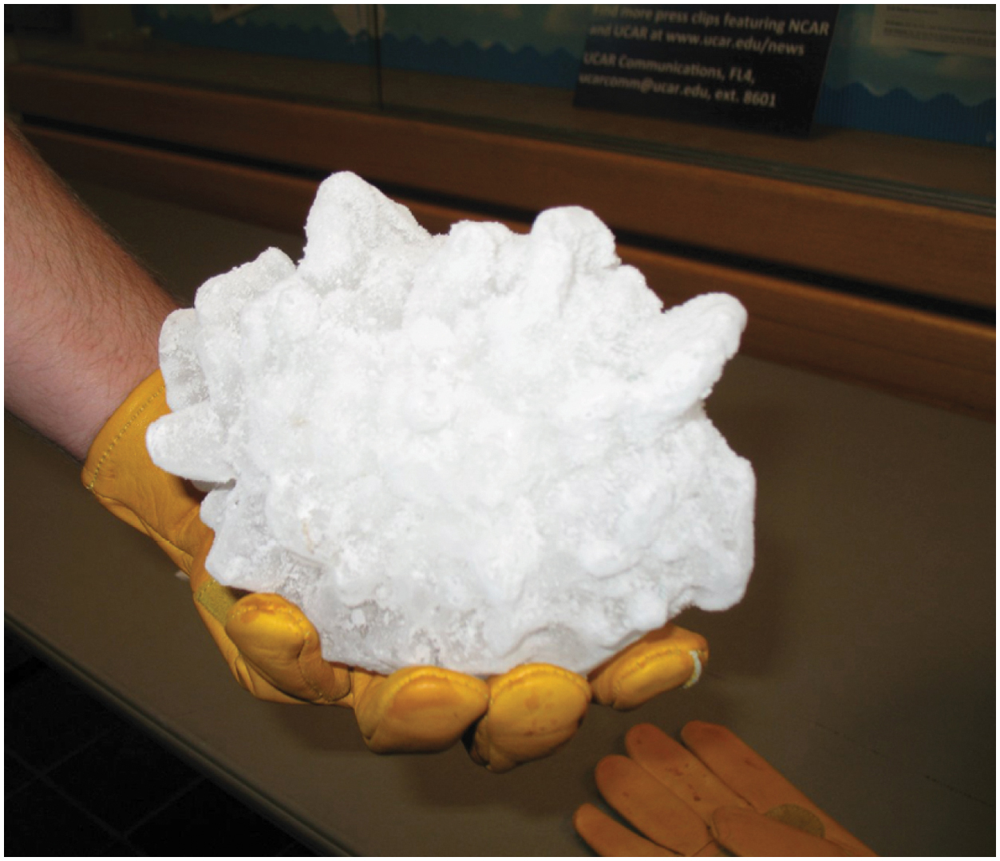 more press clips featuring NCAR
and UCAR at www.ucar.edu/news
UCAR Communications, FL4,
ucarcomm@ucar.edu, ext. 8601